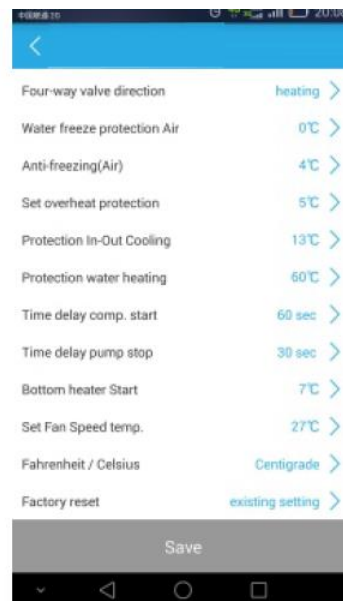 20:08
Four-way valve direction heating
Water freeze protection Air 0℃
Anti-freezing(Air) 4℃
Set overheat protection 5℃
Protection In-Out Cooling 13℃
Protection water heating 60℃
Time delay comp. start 60 sec
Time delay pump stop 30 sec
Bottom heater Start 7℃
Set Fan Speed temp. 27℃
Fahrenheit / Celsius Centigrade
Factory reset existing setting
Save